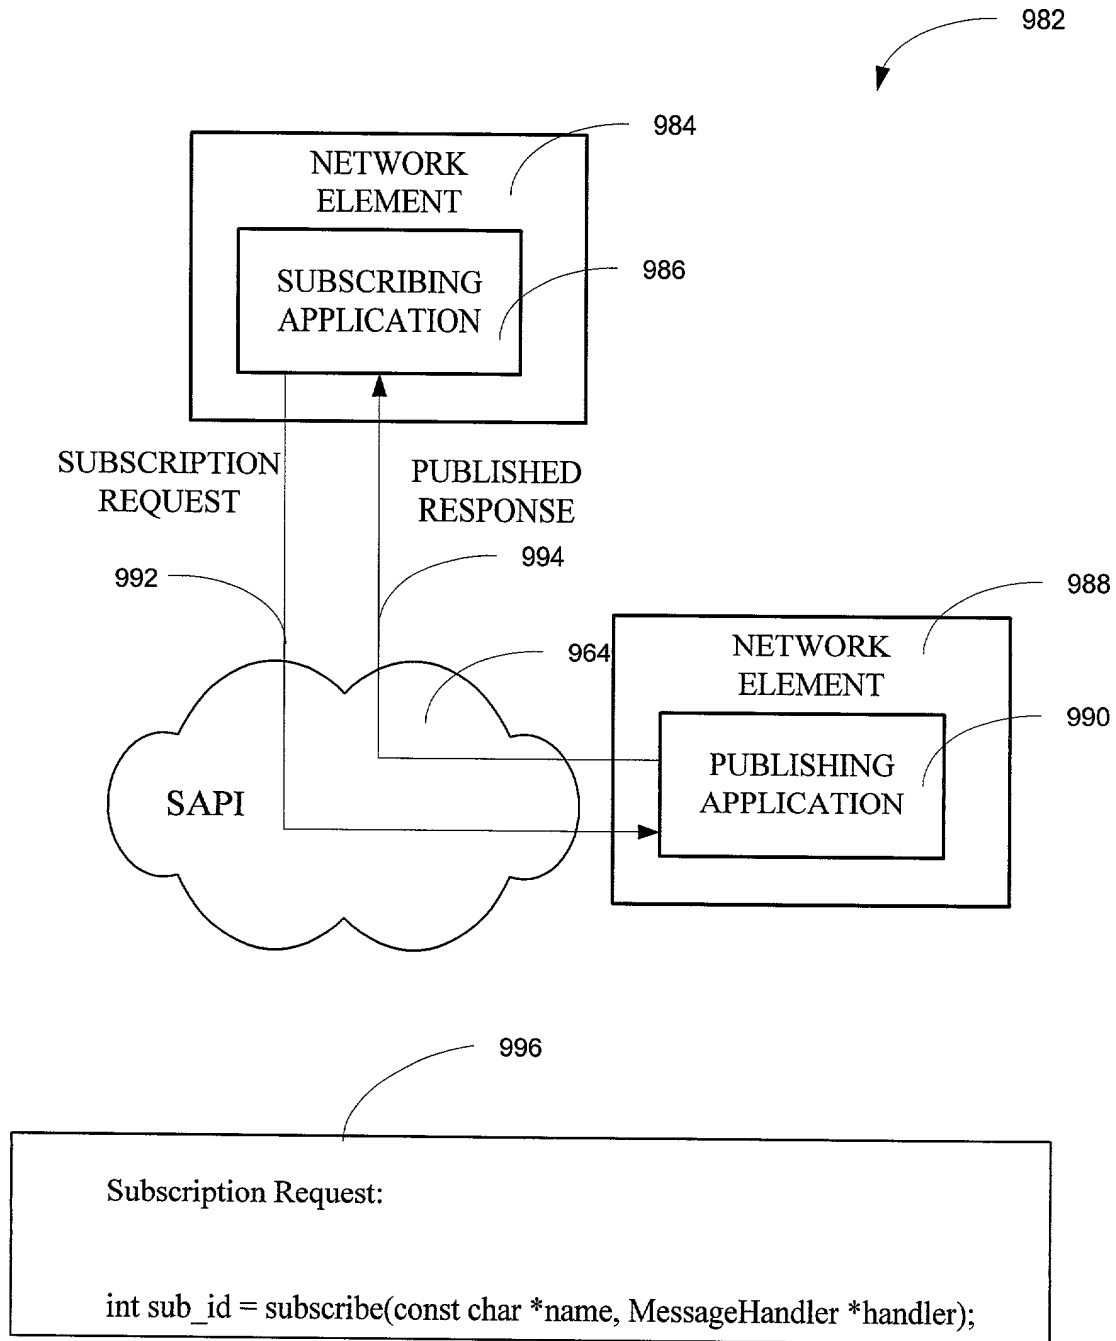 982
984
NETWORK
ELEMENT
986
SUBSCRIBING
APPLICATION
SUBSCRIPTION
REQUEST
PUBLISHED
RESPONSE
992
994
988
964
NETWORK
ELEMENT
990
PUBLISHING
APPLICATION
SAPI
996
Subscription Request:
int sub_id = subscribe(const char *name, MessageHandler *handler);